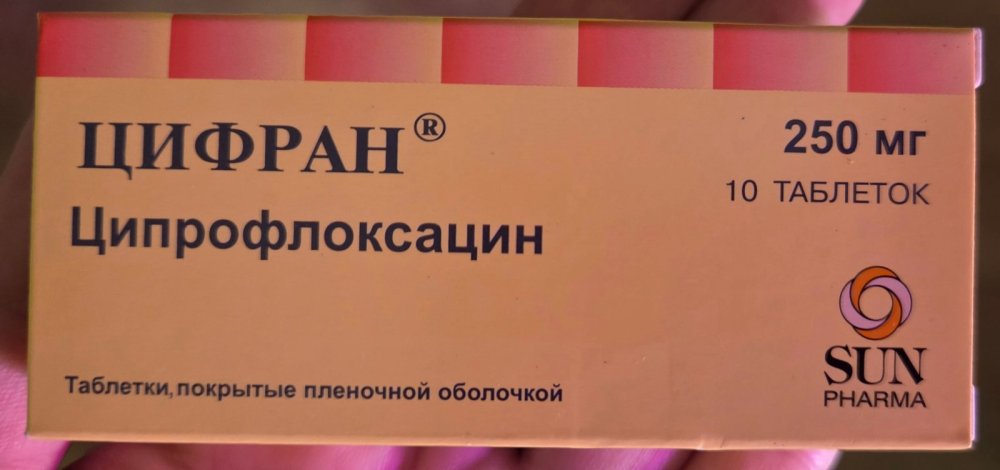 ЦИФРАН®
250 мг
10 ТАБЛЕТОК
Ципрофлоксацин
Таблетки, покрытые пленочной оболочкой
SUN
PHARMA